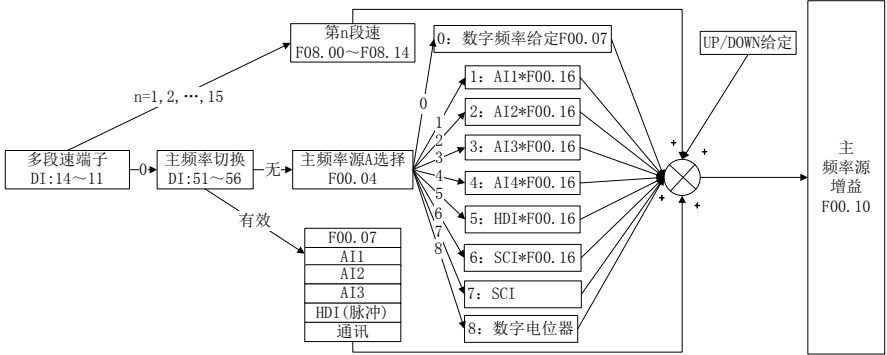 第n段速
F08.00～F08.14
0: 数字频率给定F00.07
UP/DOWN给定
n=1,2,…,15
0
1: AI1*F00.16
1
2: AI2*F00.16
2
3: AI3*F00.16
3
4: AI4*F00.16
4
5: HDI*F00.16
5
6: SCI*F00.16
6
7: SCI
7
8: 数字电位器
8
多段速端子
DI:14～11
0
主频率切换
DI:51～56
无
主频率源A选择
F00.04
有效
F00.07
AI1
AI2
AI3
HDI(脉冲)
通讯
+
+
+
+
主
频率源
增益
F00.10